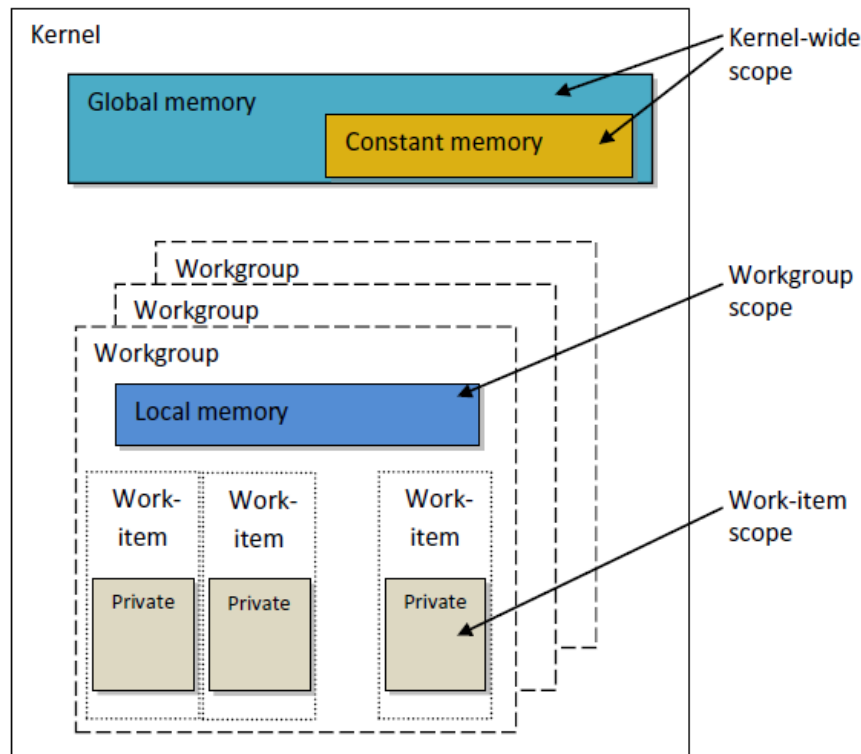 Kernel
Kernel-wide
scope
Global memory
Constant memory
Workgroup
Workgroup
Workgroup
Workgroup
scope
Local memory
Work-
item
Work-
item
Work-
item
Work-item
scope
Private
Private
Private